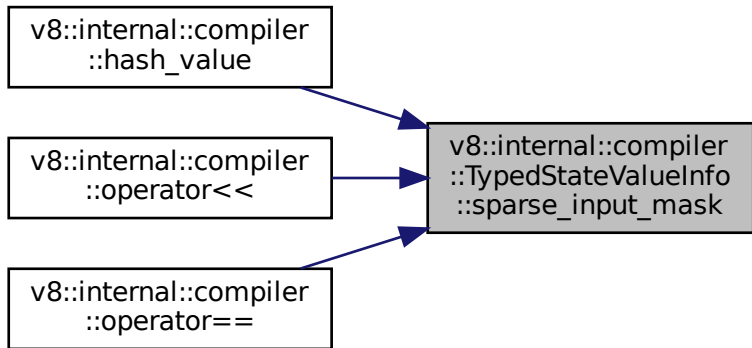 v8::internal::compiler
::hash_value
v8::internal::compiler
::operator<<
v8::internal::compiler
::operator==
v8::internal::compiler
::TypedStateValueInfo
::sparse_input_mask